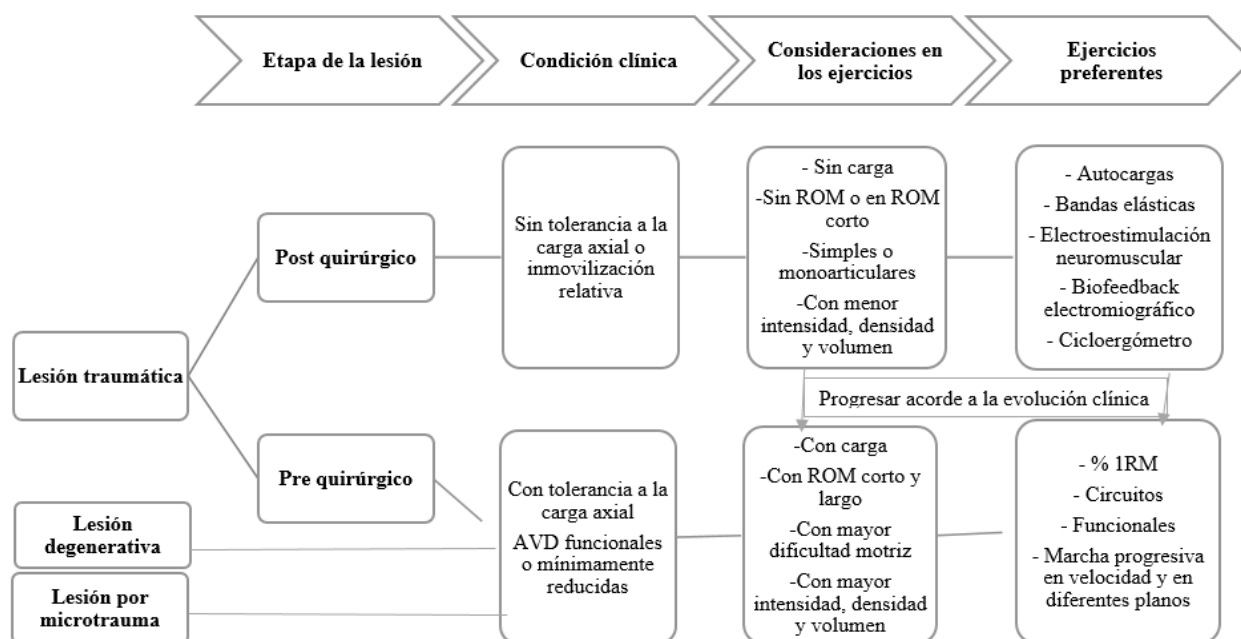 Etapa de la lesión
Condición clínica
Consideraciones en
los ejercicios
Ejercicios
preferentes
Lesión traumática
Post quirúrgico
Sin tolerancia a la
carga axial o
inmovilización
relativa
- Sin carga
-Sin ROM o en ROM
corto
-Simples o
monoarticulares
-Con menor
intensidad, densidad
y volumen
- Autocargas
- Bandas elásticas
- Electroestimulación
neuromuscular
- Biofeedback
electromiográfico
- Cicloergómetro
Progresar acorde a la evolución clínica
Pre quirúrgico
Lesión
degenerativa
Lesión por
microtrauma
Con tolerancia a la
carga axial
AVD funcionales
o mínimamente
reducidas
-Con carga
-Con ROM corto y
largo
-Con mayor
dificultad motriz
-Con mayor
intensidad, densidad
y volumen
- % 1RM
- Circuitos
- Funcionales
- Marcha progresiva
en velocidad y en
diferentes planos